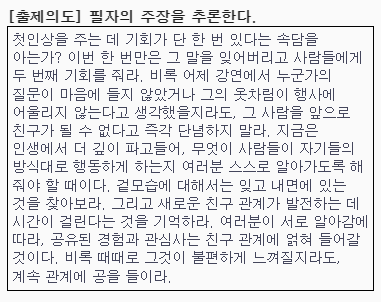 [출제의도] 필자의 주장을 추론한다.
첫인상을 주는 데 기회가 단 한 번 있다는 속담을
아는가? 이번 한 번만은 그 말을 잊어버리고 사람들에게
두 번째 기회를 줘라. 비록 어제 강연에서 누군가의
질문이 마음에 들지 않았거나 그의 옷차림이 행사에
어울리지 않는다고 생각했을지라도, 그 사람을 앞으로
친구가 될 수 없다고 즉각 단념하지 말라. 지금은
인생에서 더 깊이 파고들어, 무엇이 사람들이 자기들의
방식대로 행동하게 하는지 여러분 스스로 알아가도록 해
줘야 할 때이다. 겉모습에 대해서는 잊고 내면에 있는
것을 찾아보라. 그리고 새로운 친구 관계가 발전하는 데
시간이 걸린다는 것을 기억하라. 여러분이 서로 알아감에
따라, 공유된 경험과 관심사는 친구 관계에 얽혀 들어갈
것이다. 비록 때때로 그것이 불편하게 느껴질지라도,
계속 관계에 공을 들이라.